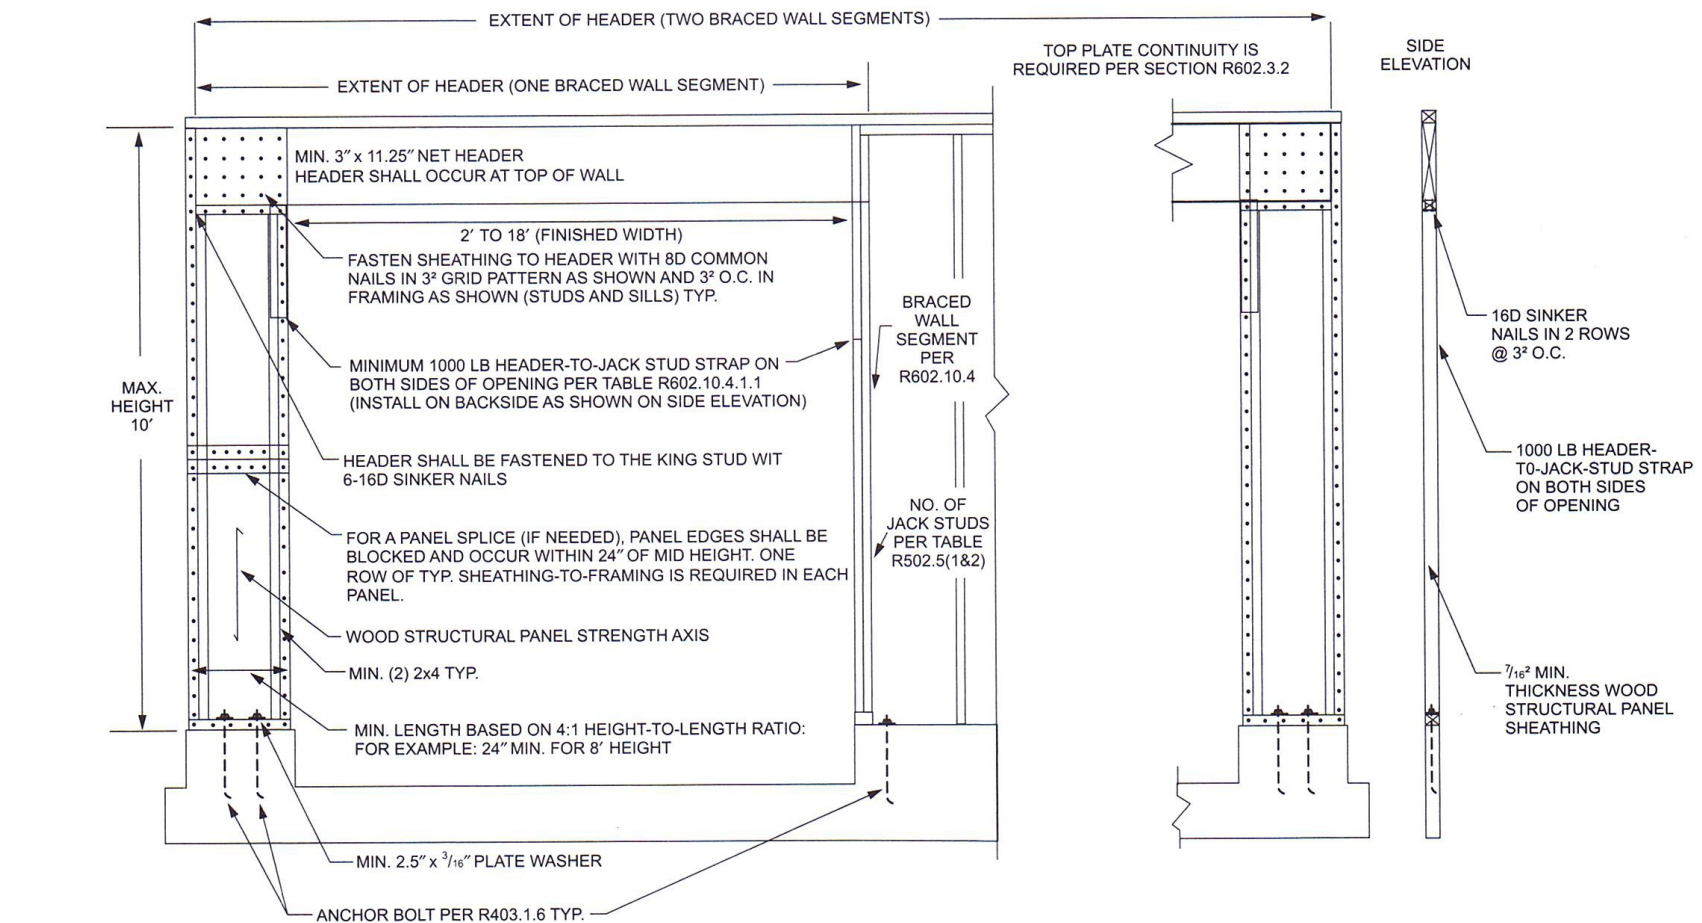 EXTENT OF HEADER (TWO BRACED WALL SEGMENTS)
TOP PLATE CONTINUITY IS
REQUIRED PER SECTION R602.3.2
SIDE
ELEVATION
EXTENT OF HEADER (ONE BRACED WALL SEGMENT)
MIN. 3″ x 11.25″ NET HEADER
HEADER SHALL OCCUR AT TOP OF WALL
2′ TO 18′ (FINISHED WIDTH)
FASTEN SHEATHING TO HEADER WITH 8D COMMON
NAILS IN 3² GRID PATTERN AS SHOWN AND 3² O.C. IN
FRAMING AS SHOWN (STUDS AND SILLS) TYP.
MINIMUM 1000 LB HEADER-TO-JACK STUD STRAP ON
BOTH SIDES OF OPENING PER TABLE R602.10.4.1.1
(INSTALL ON BACKSIDE AS SHOWN ON SIDE ELEVATION)
MAX.
HEIGHT
10′
HEADER SHALL BE FASTENED TO THE KING STUD WIT
6-16D SINKER NAILS
FOR A PANEL SPLICE (IF NEEDED), PANEL EDGES SHALL BE
BLOCKED AND OCCUR WITHIN 24″ OF MID HEIGHT. ONE
ROW OF TYP. SHEATHING-TO-FRAMING IS REQUIRED IN EACH
PANEL.
WOOD STRUCTURAL PANEL STRENGTH AXIS
MIN. (2) 2x4 TYP.
MIN. LENGTH BASED ON 4:1 HEIGHT-TO-LENGTH RATIO:
FOR EXAMPLE: 24″ MIN. FOR 8′ HEIGHT
MIN. 2.5″ x 3/16″ PLATE WASHER
ANCHOR BOLT PER R403.1.6 TYP.
BRACED
WALL
SEGMENT
PER
R602.10.4
NO. OF
JACK STUDS
PER TABLE
R502.5(1&2)
16D SINKER
NAILS IN 2 ROWS
@ 3² O.C.
1000 LB HEADER-
T0-JACK-STUD STRAP
ON BOTH SIDES
OF OPENING
7/16² MIN.
THICKNESS WOOD
STRUCTURAL PANEL
SHEATHING